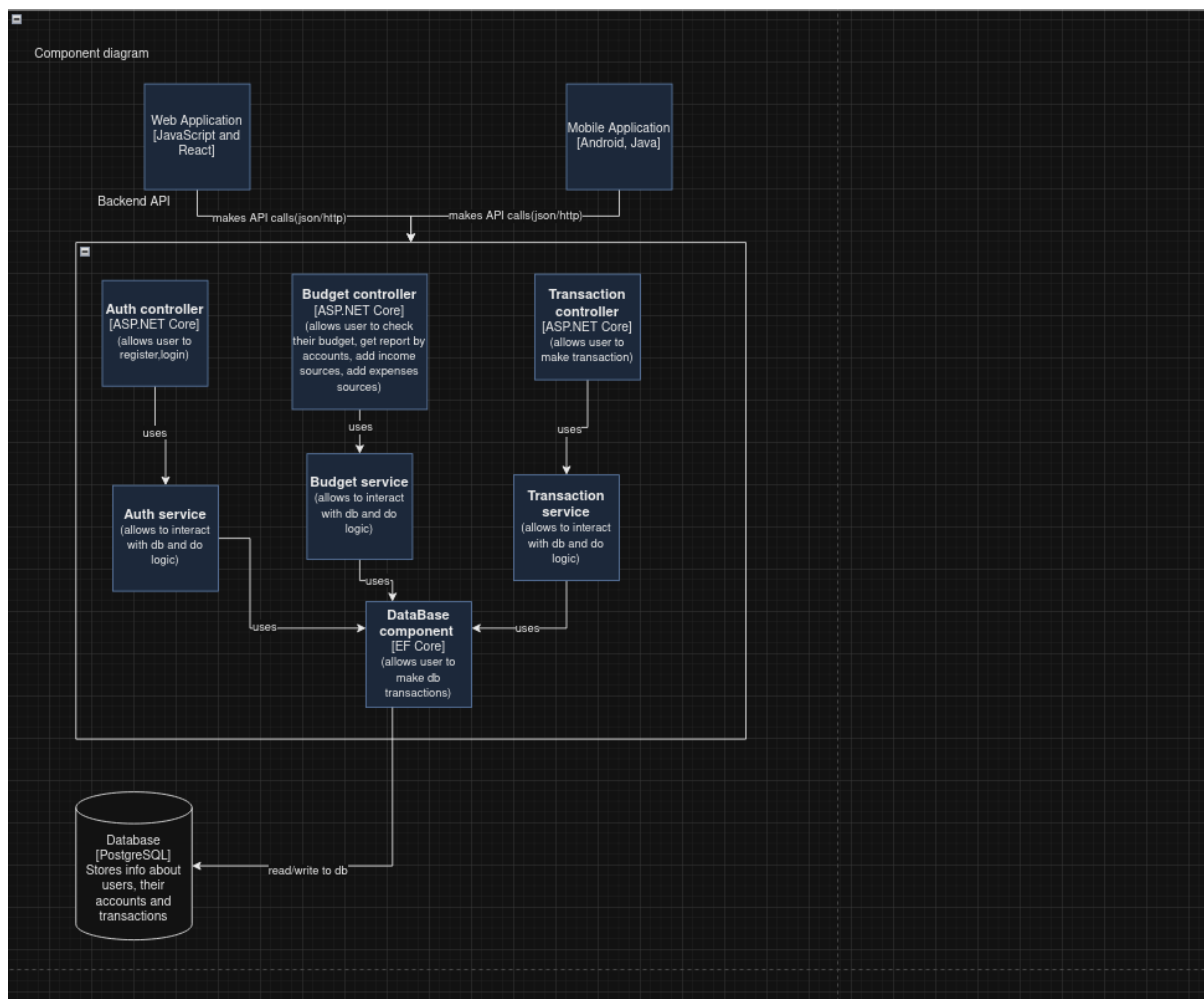 Component diagram
Web Application
[JavaScript and
React]
Mobile Application
[Android, Java]
Backend API
makes API calls(json/http)
makes API calls(json/http)
Auth controller
[ASP.NET Core]
(allows user to
register,login)
Budget controller
[ASP.NET Core]
(allows user to check
their budget, get report by
accounts, add income
sources, add expenses
sources)
Transaction
controller
[ASP.NET Core]
(allows user to
make transaction)
uses
uses
uses
Auth service
(allows to interact
with db and do
logic)
Budget service
(allows to interact
with db and do
logic)
Transaction
service
(allows to interact
with db and do
logic)
uses
uses
uses
DataBase
component
[EF Core]
(allows user to
make db
transactions)
Database
[PostgreSQL]
Stores info about
users, their
accounts and
transactions
read/write to db